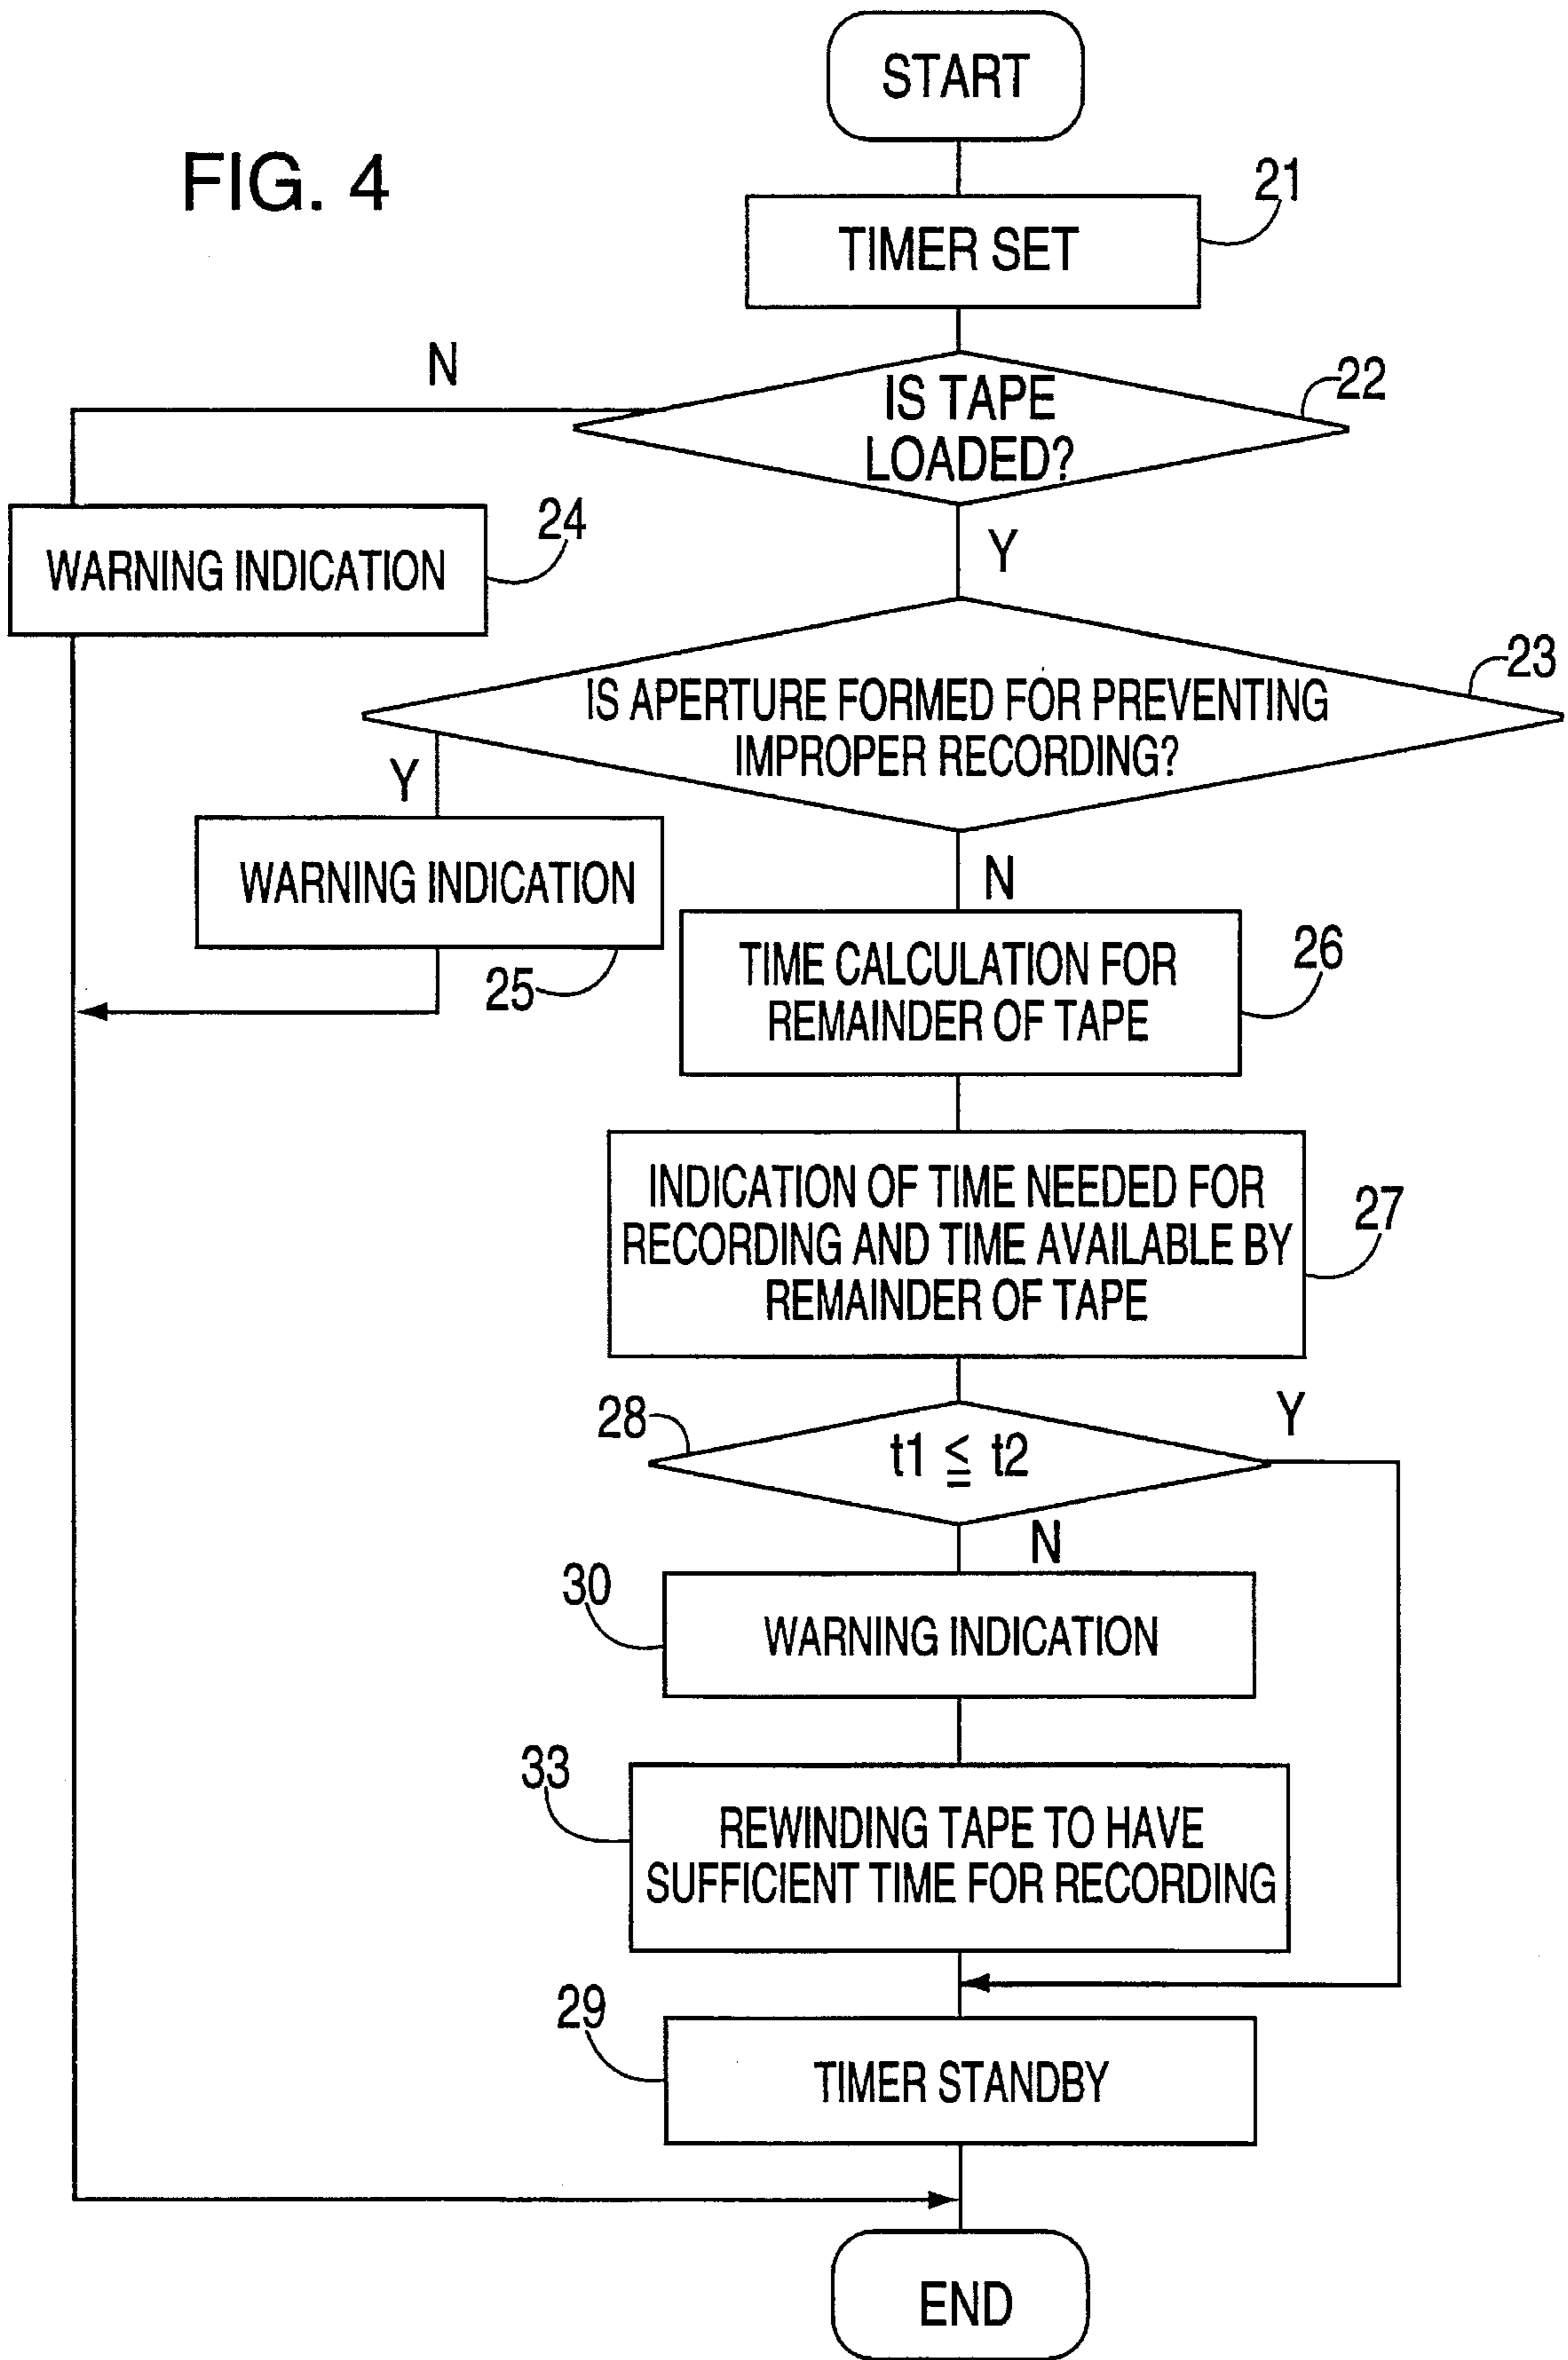 START
FIG. 4
21
TIMER SET
N
22
IS TAPE
LOADED?
24
WARNING INDICATION
Y
23
IS APERTURE FORMED FOR PREVENTING
IMPROPER RECORDING?
Y
WARNING INDICATION
25
N
26
TIME CALCULATION FOR
REMAINDER OF TAPE
INDICATION OF TIME NEEDED FOR
RECORDING AND TIME AVAILABLE BY
REMAINDER OF TAPE
27
28
t1 ≦ t2
Y
N
30
WARNING INDICATION
33
REWINDING TAPE TO HAVE
SUFFICIENT TIME FOR RECORDING
29
TIMER STANDBY
END